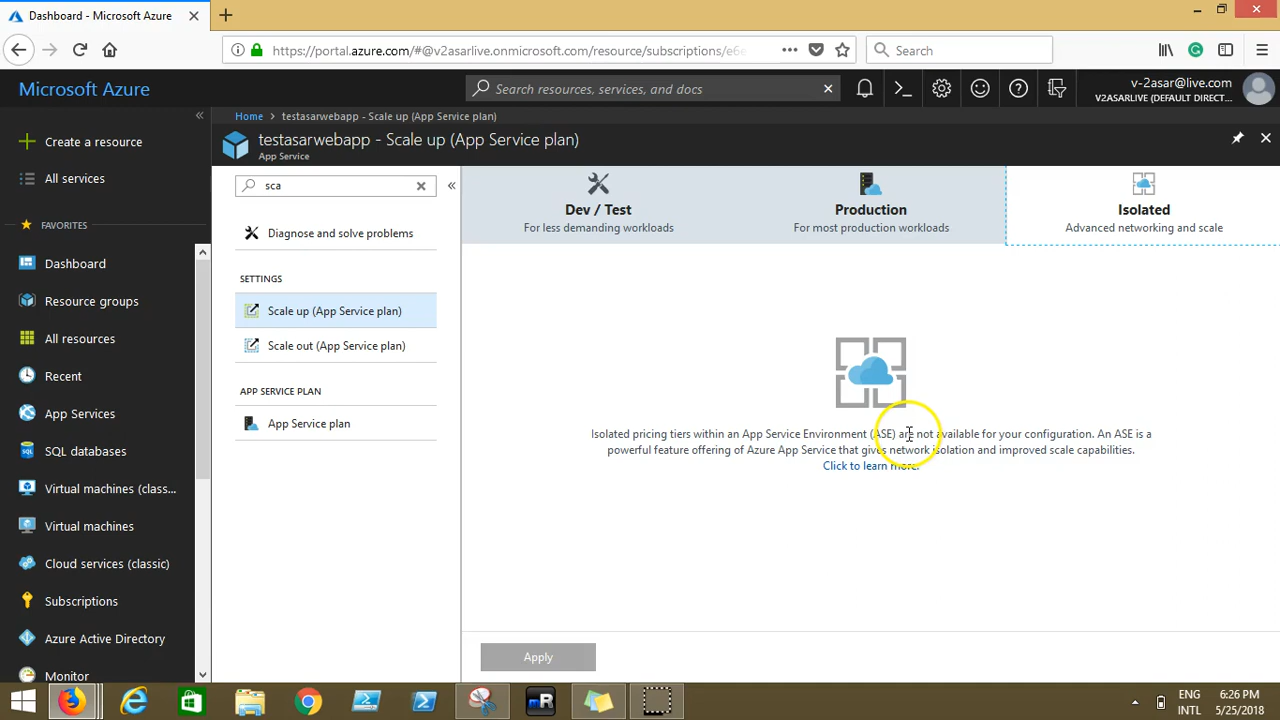 Dashboard - Microsoft Azure
https://portal.azure.com/#@v2asarlive.onmicrosoft.com/resource/subscriptions/e6e
Search
Microsoft Azure
Search resources, services, and docs
v-2asar@live.com
V2ASARLIVE (DEFAULT DIRECT...
Home > testasarwebapp - Scale up (App Service plan)
testasarwebapp - Scale up (App Service plan)
App Service
Create a resource
All services
FAVORITES
Dashboard
Resource groups
All resources
Recent
App Services
SQL databases
Virtual machines (clas...
Virtual machines
Cloud services (classic)
Subscriptions
Azure Active Directory
Monitor
sca
Diagnose and solve problems
SETTINGS
Scale up (App Service plan)
Scale out (App Service plan)
APP SERVICE PLAN
App Service plan
Dev / Test
For less demanding workloads
Production
For most production workloads
Isolated
Advanced networking and scale
Isolated pricing tiers within an App Service Environment (ASE) are not available for your configuration. An ASE is a
powerful feature offering of Azure App Service that gives network isolation and improved scale capabilities.
Click to learn more.
Apply
ENG
INTL
6:26 PM
5/25/2018